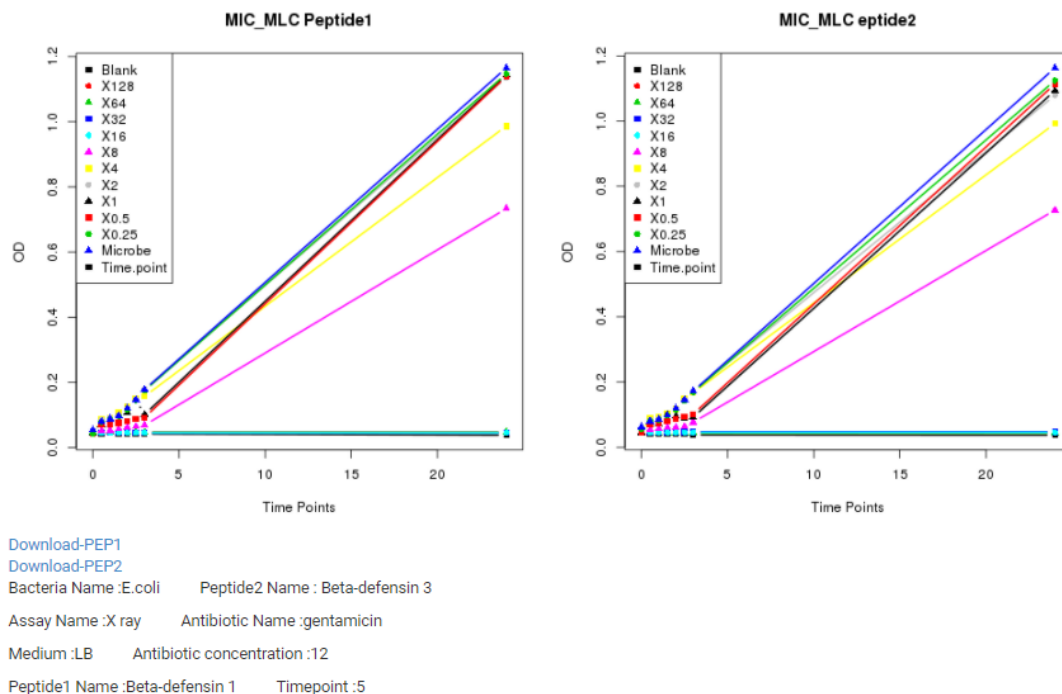 MIC_MLC Peptide1
OD
1.2
1.0
0.8
0.6
0.4
0.2
0.0
Blank
X128
X64
X32
X16
X8
X4
X2
X1
X0.5
X0.25
Microbe
Time.point
0 5 10 15 20
Time Points
MIC_MLC eptide2
OD
1.2
1.0
0.8
0.6
0.4
0.2
0.0
Blank
X128
X64
X32
X16
X8
X4
X2
X1
X0.5
X0.25
Microbe
Time.point
0 5 10 15 20
Time Points
Download-PEP1
Download-PEP2
Bacteria Name :E.coli Peptide2 Name : Beta-defensin 3
Assay Name :X ray Antibiotic Name :gentamicin
Medium :LB Antibiotic concentration :12
Peptide1 Name :Beta-defensin 1 Timepoint :5